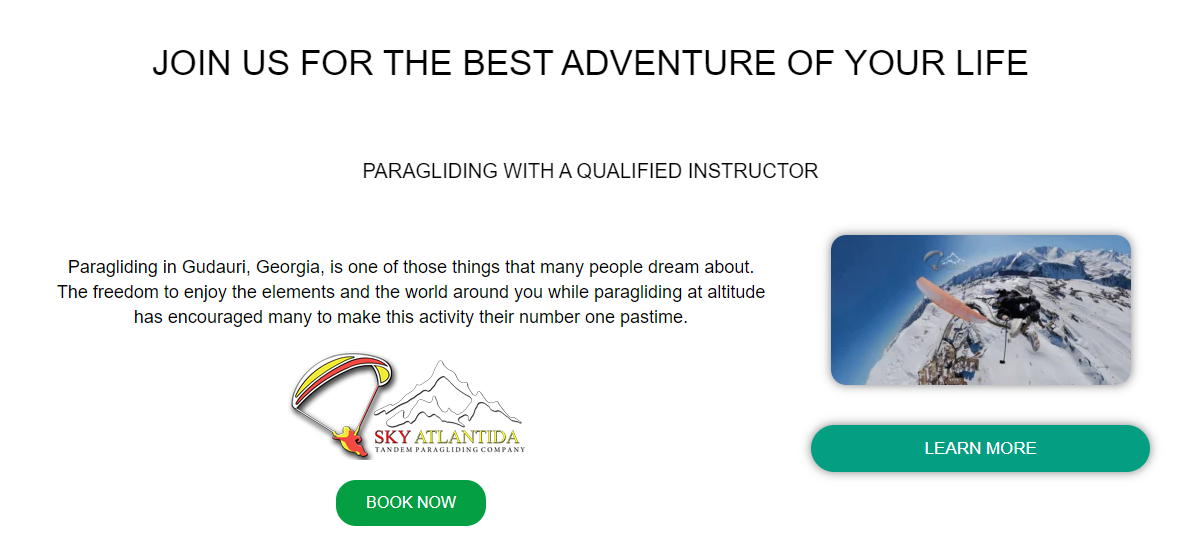 JOIN US FOR THE BEST ADVENTURE OF YOUR LIFE
PARAGLIDING WITH A QUALIFIED INSTRUCTOR
Paragliding in Gudauri, Georgia, is one of those things that many people dream about.
The freedom to enjoy the elements and the world around you while paragliding at altitude
has encouraged many to make this activity their number one pastime.
SKY ATLANTIDA
TANDEM PARAGLIDING COMPANY
BOOK NOW
LEARN MORE